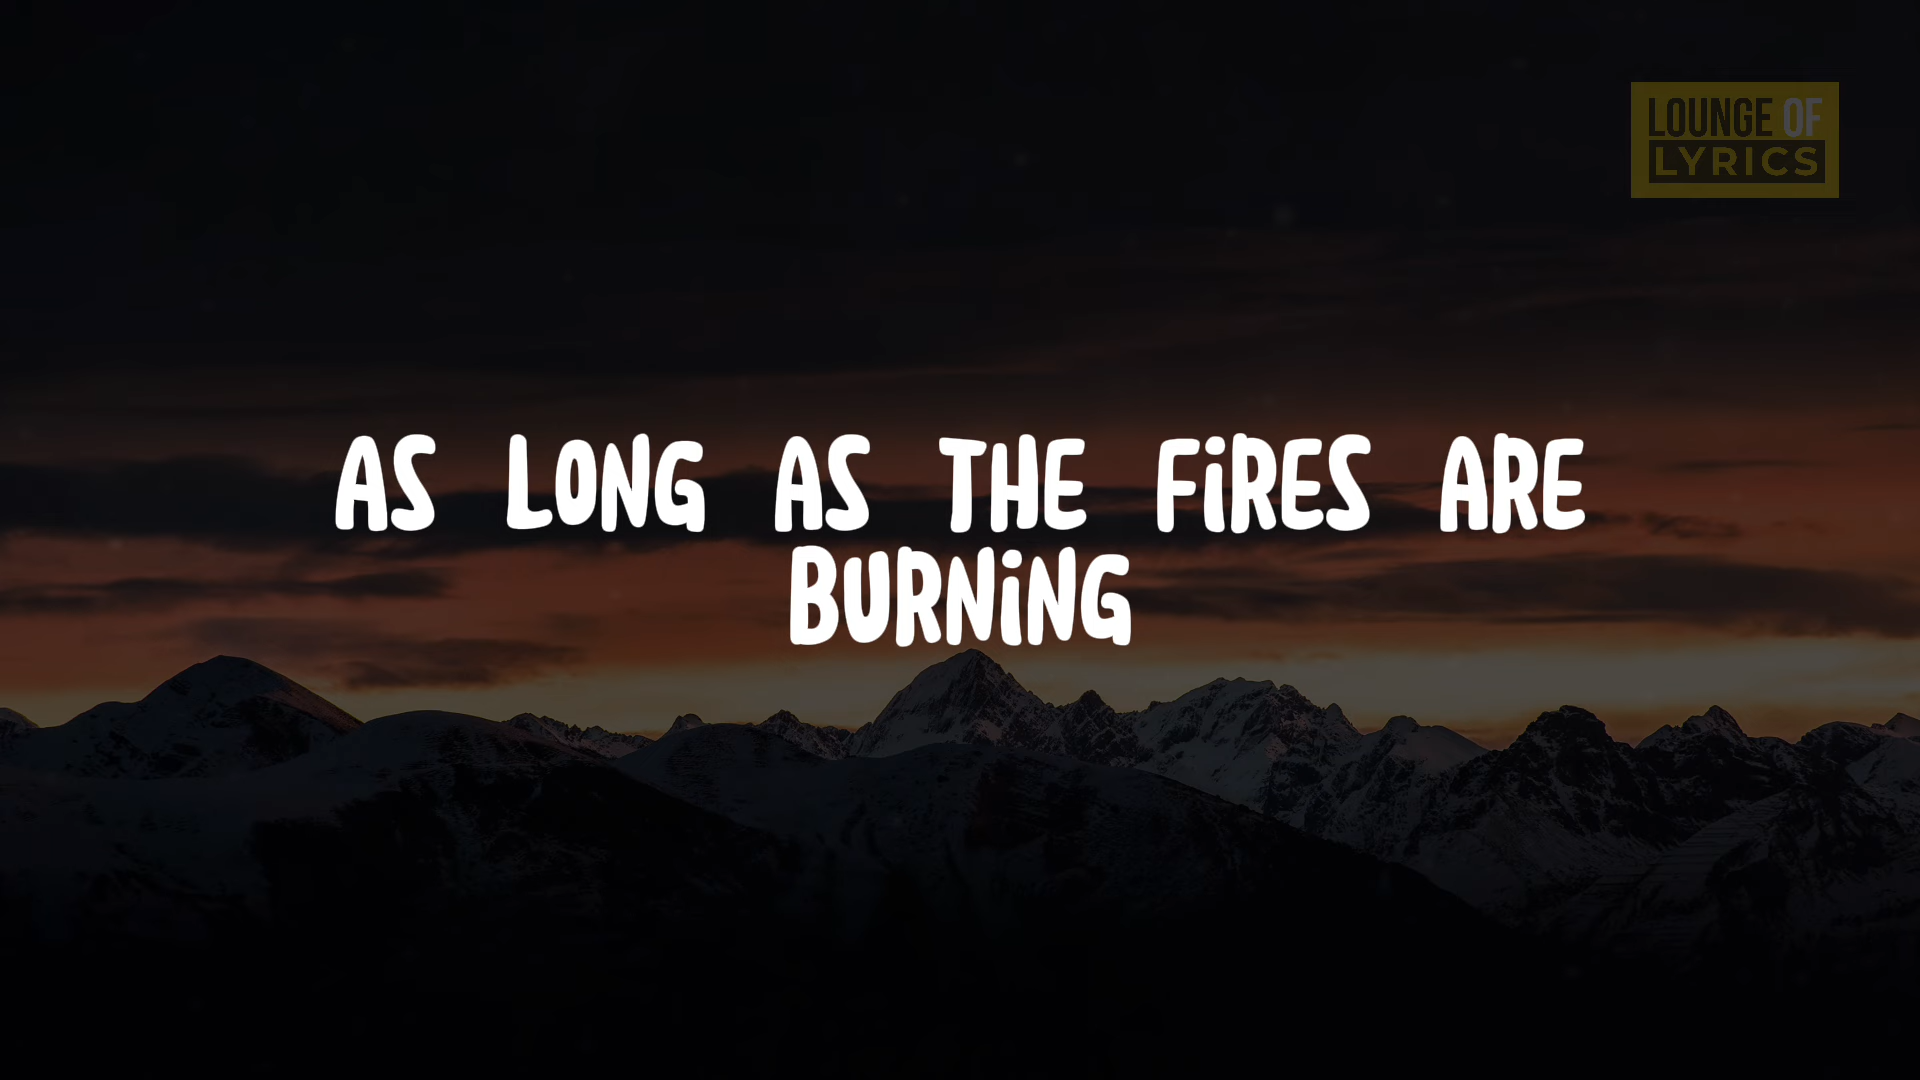 LOUNGE OF
LYRICS
AS LONG AS THE FiRES ARE
BURNiNG